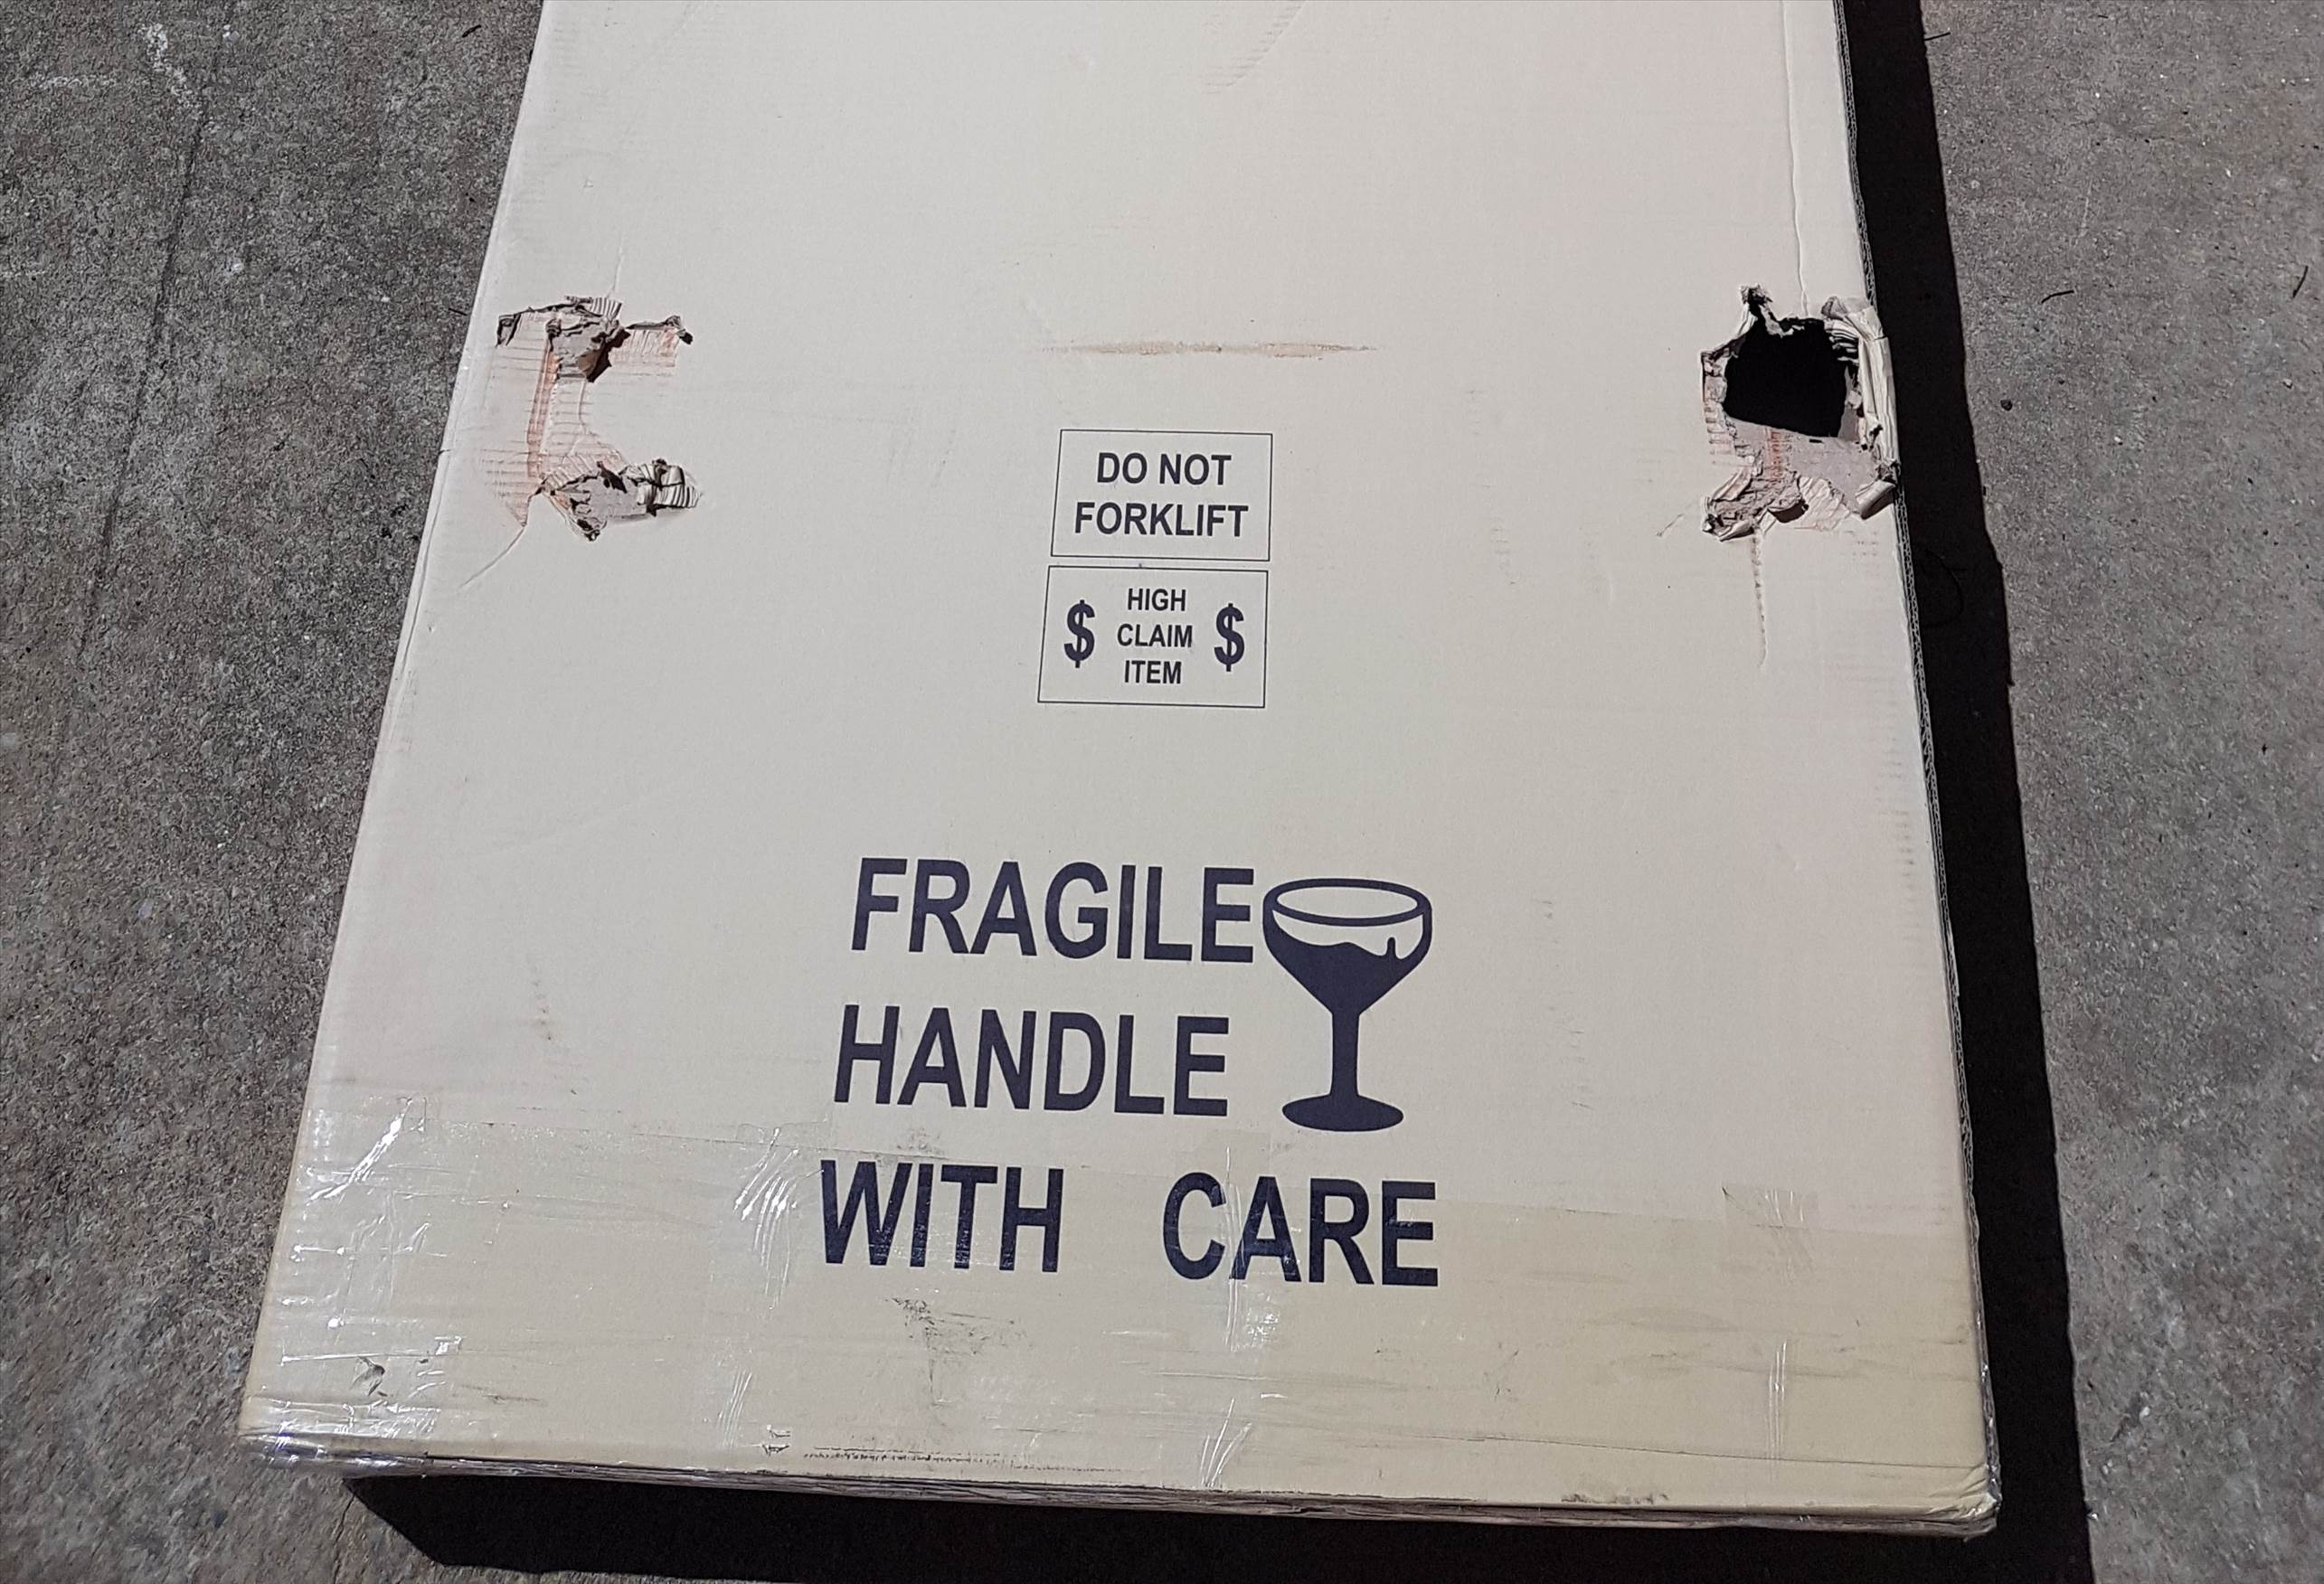 DO NOT
FORKLIFT
HIGH
$ CLAIM $
ITEM
FRAGILE
HANDLE
WITH CARE